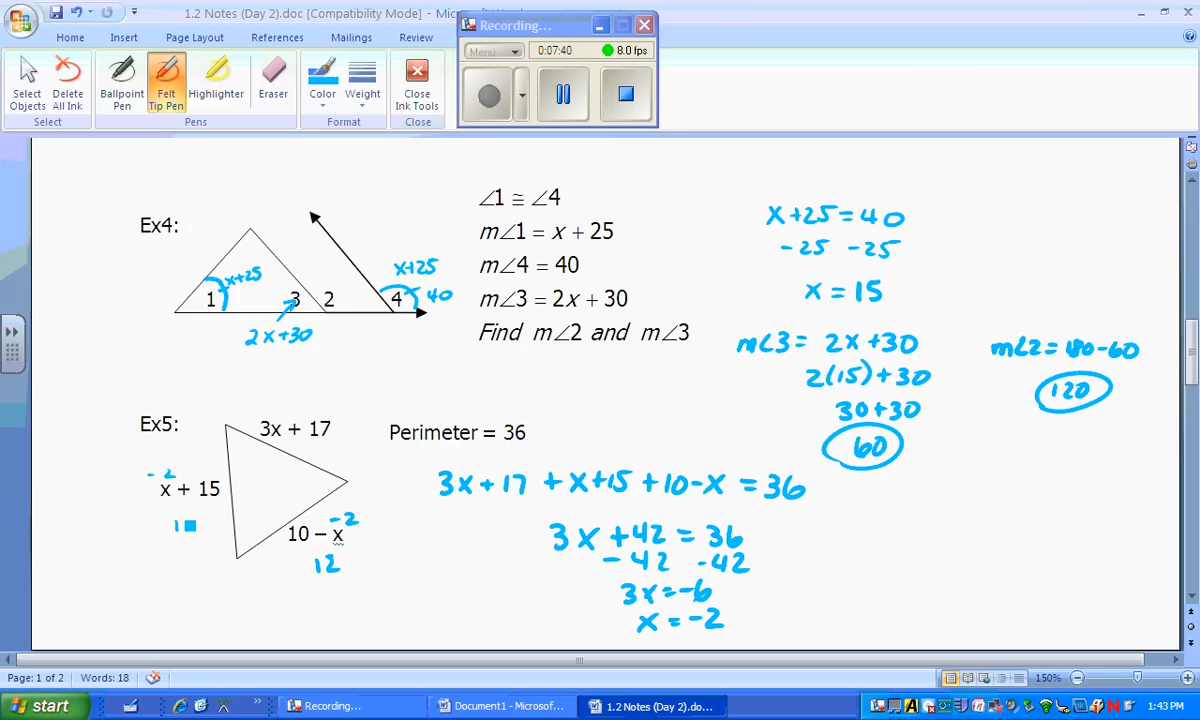 1.2 Notes (Day 2).doc [Compatibility Mode] - Mi
Recording...
Home Insert Page Layout References Mailings Review
Menu 0:07:40 8.0 fps
Select Objects
Delete All Ink
Ballpoint Pen
Felt Tip Pen
Highlighter
Eraser
Color
Weight
Close Ink Tools
Select Pens Format Close
Ex4:
∠1 ≅ ∠4
m∠1 = x + 25
m∠4 = 40
m∠3 = 2x + 30
Find m∠2 and m∠3
1 x+25 3 2 4 x+25 40
2x+30
x+25=40
-25 -25
x = 15
m∠3 = 2x+30
2(15)+30
30+30
60
m∠2=180-60
120
Ex5:
3x + 17
Perimeter = 36
-2
x + 15
1
-2
10 – x
12
3x+17 +x+15 +10-x =36
3x +42 = 36
-42 -42
3x=-6
x = -2
Page: 1 of 2 Words: 18 150%
start Recording... Document1 - Microsof... 1.2 Notes (Day 2).do... 1:43 PM